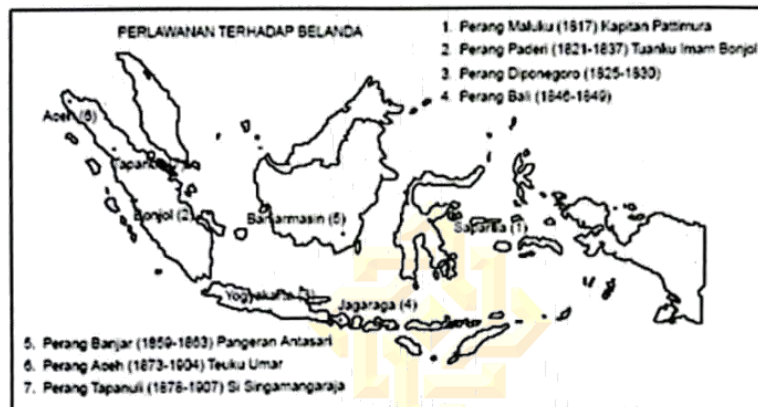 PERLAWANAN TERHADAP BELANDA
1. Perang Maluku (1817) Kapitan Pattimura
2. Perang Paderi (1821-1837) Tuanku Imam Bonjol
3. Perang Diponegoro (1825-1830)
4. Perang Bali (1846-1849)
Aceh (6)
Bonjol (2)
Banjarmasin (5)
Saparua (1)
Yogyakarta (3)
Jagaraga (4)
5. Perang Banjar (1859-1863) Pangeran Antasari
6. Perang Aceh (1873-1904) Teuku Umar
7. Perang Tapanuli (1878-1907) Si Singamangaraja